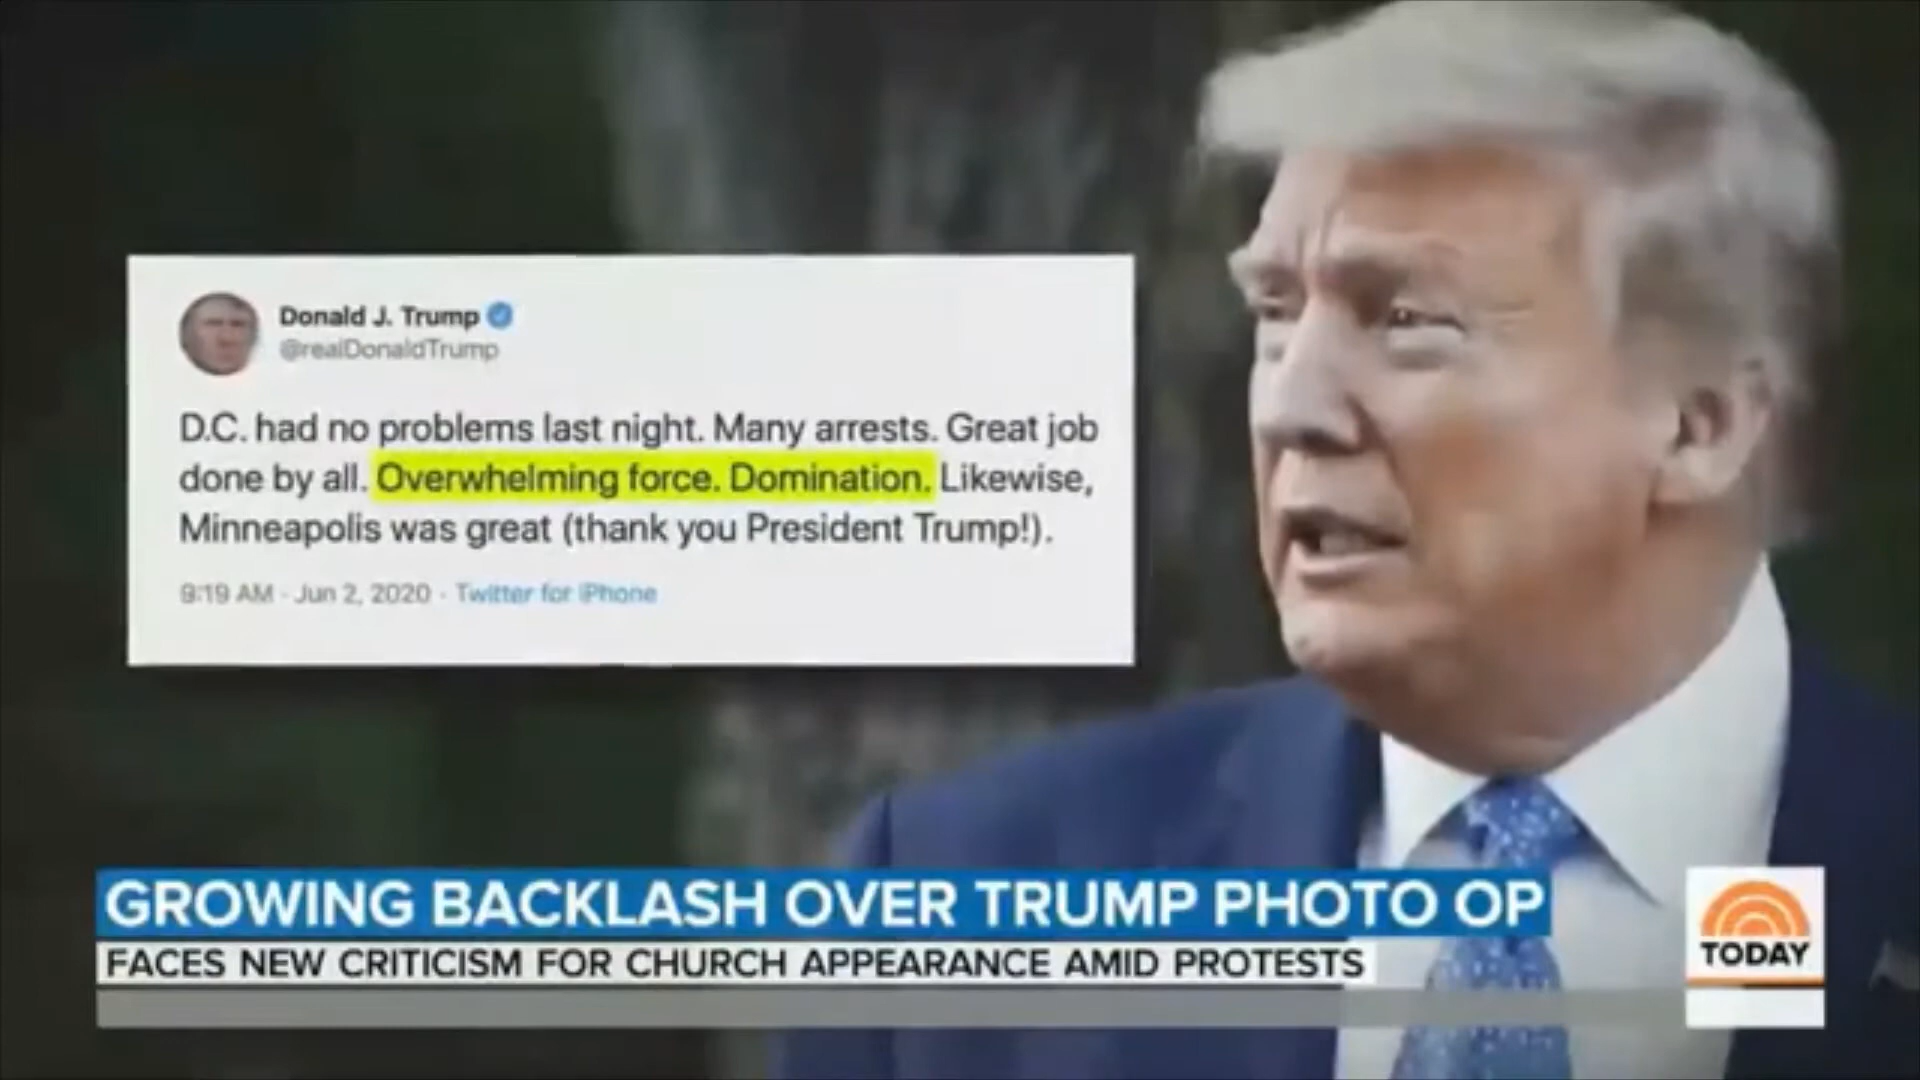 Donald J. Trump
@realDonaldTrump
D.C. had no problems last night. Many arrests. Great job
done by all. Overwhelming force. Domination. Likewise,
Minneapolis was great (thank you President Trump!).
9:19 AM - Jun 2, 2020 · Twitter for iPhone
GROWING BACKLASH OVER TRUMP PHOTO OP
FACES NEW CRITICISM FOR CHURCH APPEARANCE AMID PROTESTS
TODAY